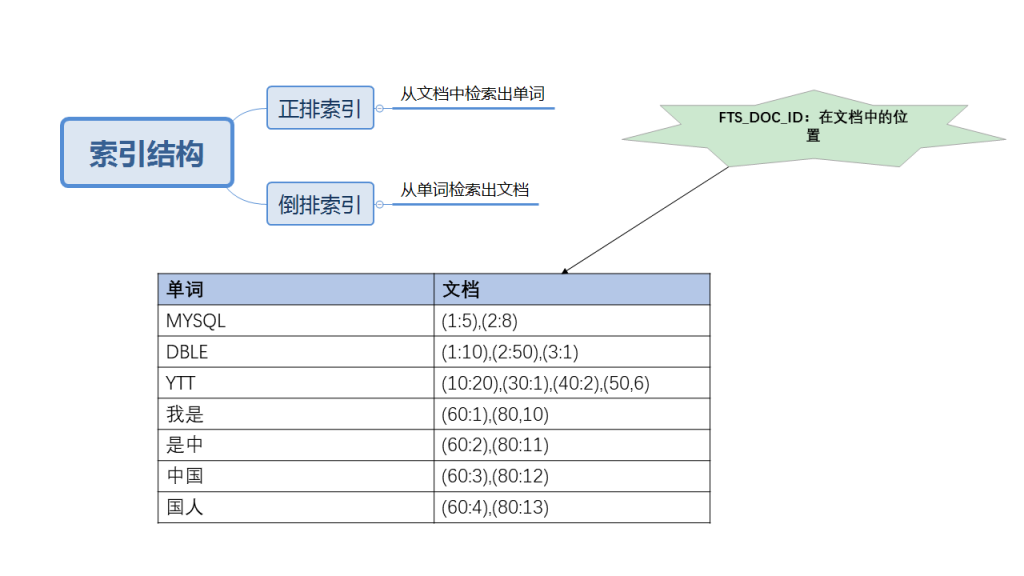 索引结构
正排索引
从文档中检索出单词
倒排索引
从单词检索出文档
FTS_DOC_ID：在文档中的位
置
单词 文档
MYSQL (1:5),(2:8)
DBLE (1:10),(2:50),(3:1)
YTT (10:20),(30:1),(40:2),(50,6)
我是 (60:1),(80,10)
是中 (60:2),(80:11)
中国 (60:3),(80:12)
国人 (60:4),(80:13)